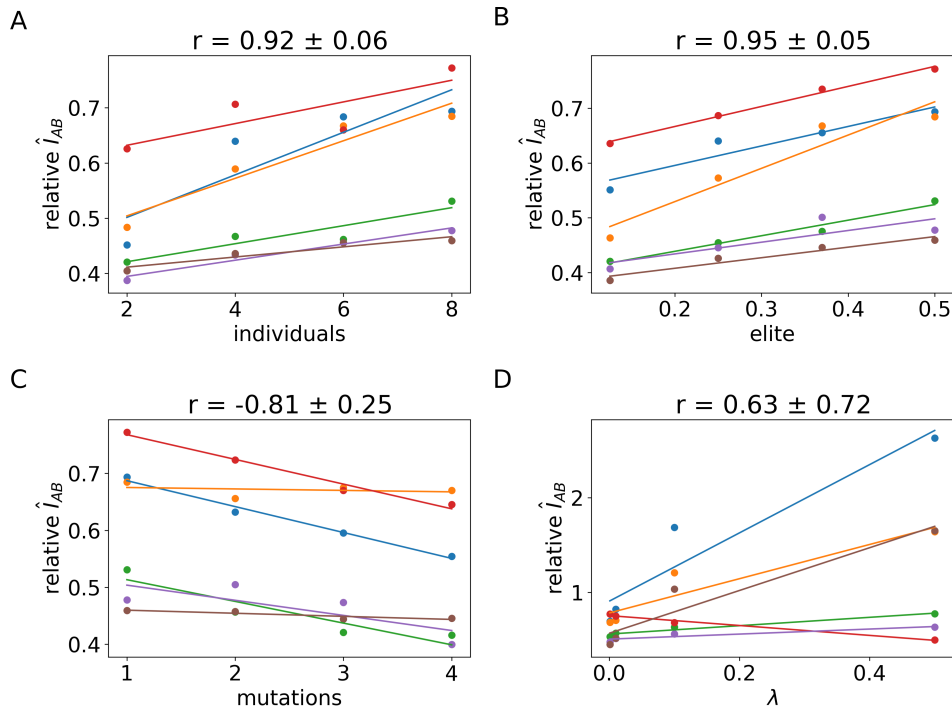 A
r = 0.92 ± 0.06
relative Î_AB
0.7
0.6
0.5
0.4
2
4
6
8
individuals
B
r = 0.95 ± 0.05
relative Î_AB
0.7
0.6
0.5
0.4
0.2
0.3
0.4
0.5
elite
C
r = -0.81 ± 0.25
relative Î_AB
0.7
0.6
0.5
0.4
1
2
3
4
mutations
D
r = 0.63 ± 0.72
relative Î_AB
2
1
0.0
0.2
0.4
λ